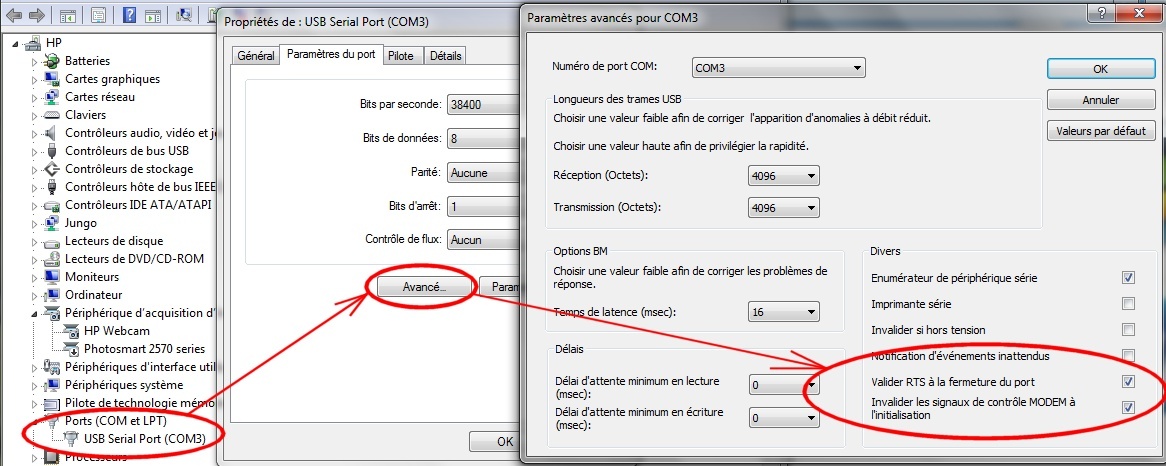 HP
Batteries
Cartes graphiques
Cartes réseau
Claviers
Contrôleurs audio, vidéo et je
Contrôleurs de bus USB
Contrôleurs de stockage
Contrôleurs hôte de bus IEEE
Contrôleurs IDE ATA/ATAPI
Jungo
Lecteurs de disque
Lecteurs de DVD/CD-ROM
Moniteurs
Ordinateur
Périphérique d'acquisition d'
HP Webcam
Photosmart 2570 series
Périphériques d'interface util
Périphériques système
Pilote de technologie mémo
Ports (COM et LPT)
USB Serial Port (COM3)
Processeurs
Propriétés de : USB Serial Port (COM3)
Général Paramètres du port Pilote Détails
Bits par seconde: 38400
Bits de données: 8
Parité: Aucune
Bits d'arrêt: 1
Contrôle de flux: Aucun
Avancé... Param
OK
Paramètres avancés pour COM3
Numéro de port COM: COM3
OK
Annuler
Valeurs par défaut
Longueurs des trames USB
Choisir une valeur faible afin de corriger l'apparition d'anomalies à débit réduit.
Choisir une valeur haute afin de privilégier la rapidité.
Réception (Octets): 4096
Transmission (Octets): 4096
Options BM
Choisir une valeur faible afin de corriger les problèmes de
réponse.
Temps de latence (msec): 16
Délais
Délai d'attente minimum en lecture
(msec): 0
Délai d'attente minimum en écriture
(msec): 0
Divers
Enumérateur de périphérique série
Imprimante série
Invalider si hors tension
Notification d'événements inattendus
Valider RTS à la fermeture du port
Invalider les signaux de contrôle MODEM à
l'initialisation